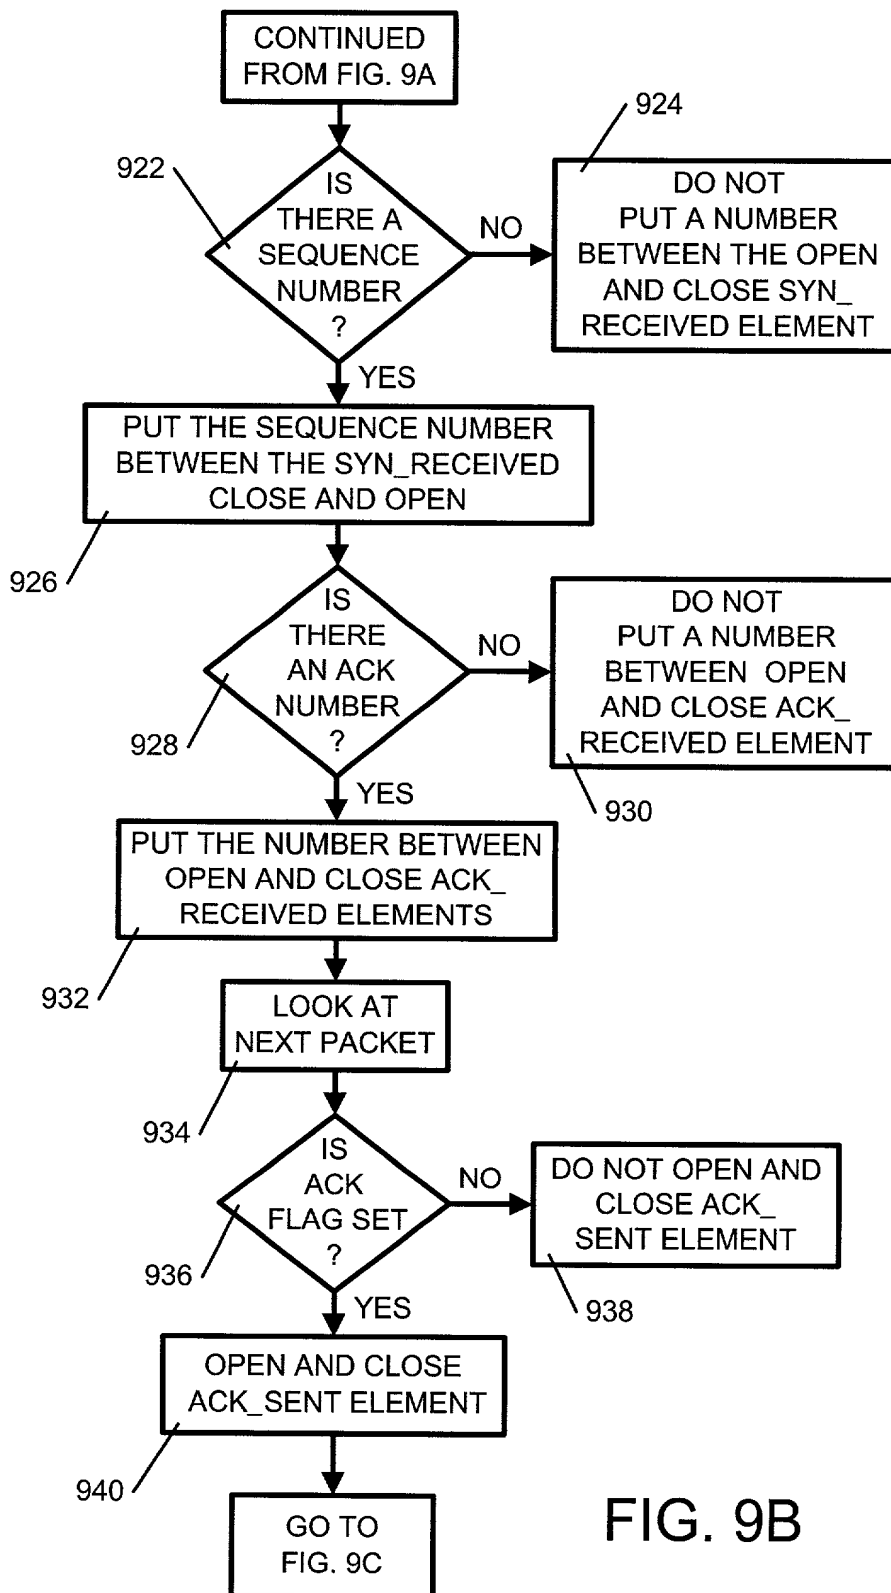 CONTINUED
FROM FIG. 9A
924
922
IS
THERE A
SEQUENCE
NUMBER
?
NO
DO NOT
PUT A NUMBER
BETWEEN THE OPEN
AND CLOSE SYN_
RECEIVED ELEMENT
YES
PUT THE SEQUENCE NUMBER
BETWEEN THE SYN_RECEIVED
CLOSE AND OPEN
926
IS
THERE
AN ACK
NUMBER
?
928
NO
DO NOT
PUT A NUMBER
BETWEEN OPEN
AND CLOSE ACK_
RECEIVED ELEMENT
930
YES
PUT THE NUMBER BETWEEN
OPEN AND CLOSE ACK_
RECEIVED ELEMENTS
932
LOOK AT
NEXT PACKET
934
IS
ACK
FLAG SET
?
936
NO
DO NOT OPEN AND
CLOSE ACK_
SENT ELEMENT
938
YES
OPEN AND CLOSE
ACK_SENT ELEMENT
940
GO TO
FIG. 9C
FIG. 9B